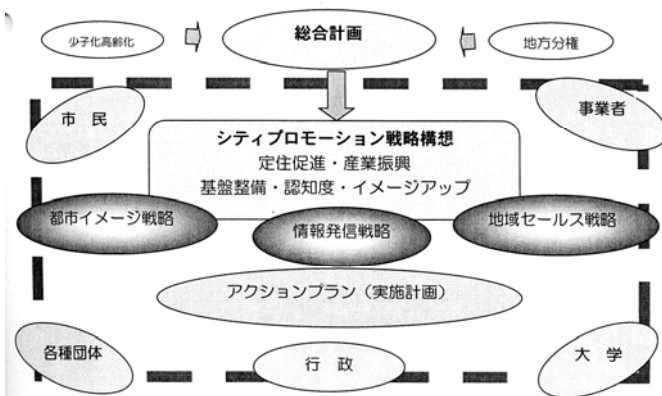 少子化高齢化
総合計画
地方分権
市 民
事業者
シティプロモーション戦略構想
定住促進・産業振興
基盤整備・認知度・イメージアップ
都市イメージ戦略
情報発信戦略
地域セールス戦略
アクションプラン（実施計画）
各種団体
行 政
大 学